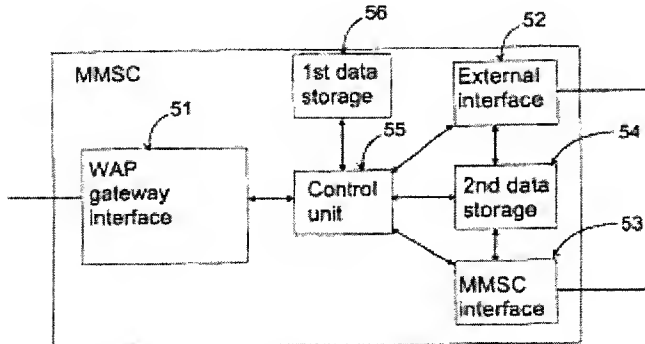 56
52
MMSC
1st data
storage
External
interface
51
55
54
WAP
gateway
interface
Control
unit
2nd data
storage
53
MMSC
interface